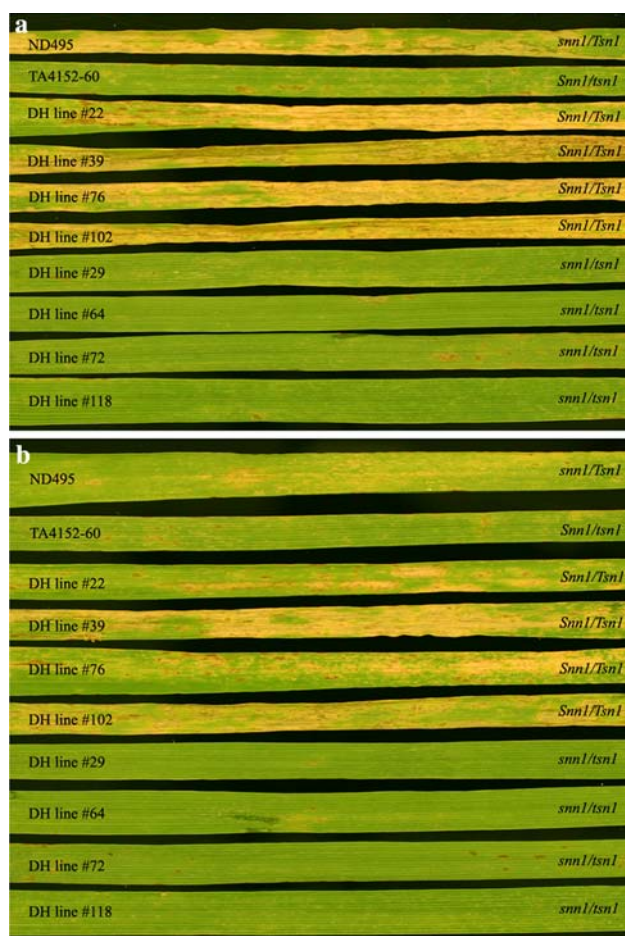 a
ND495 snn1/Tsn1
TA4152-60 Snn1/tsn1
DH line #22 Snn1/Tsn1
DH line #39 Snn1/Tsn1
DH line #76 Snn1/Tsn1
DH line #102 Snn1/Tsn1
DH line #29 snn1/tsn1
DH line #64 snn1/tsn1
DH line #72 snn1/tsn1
DH line #118 snn1/tsn1
b
ND495 snn1/Tsn1
TA4152-60 Snn1/tsn1
DH line #22 Snn1/Tsn1
DH line #39 Snn1/Tsn1
DH line #76 Snn1/Tsn1
DH line #102 Snn1/Tsn1
DH line #29 snn1/tsn1
DH line #64 snn1/tsn1
DH line #72 snn1/tsn1
DH line #118 snn1/tsn1